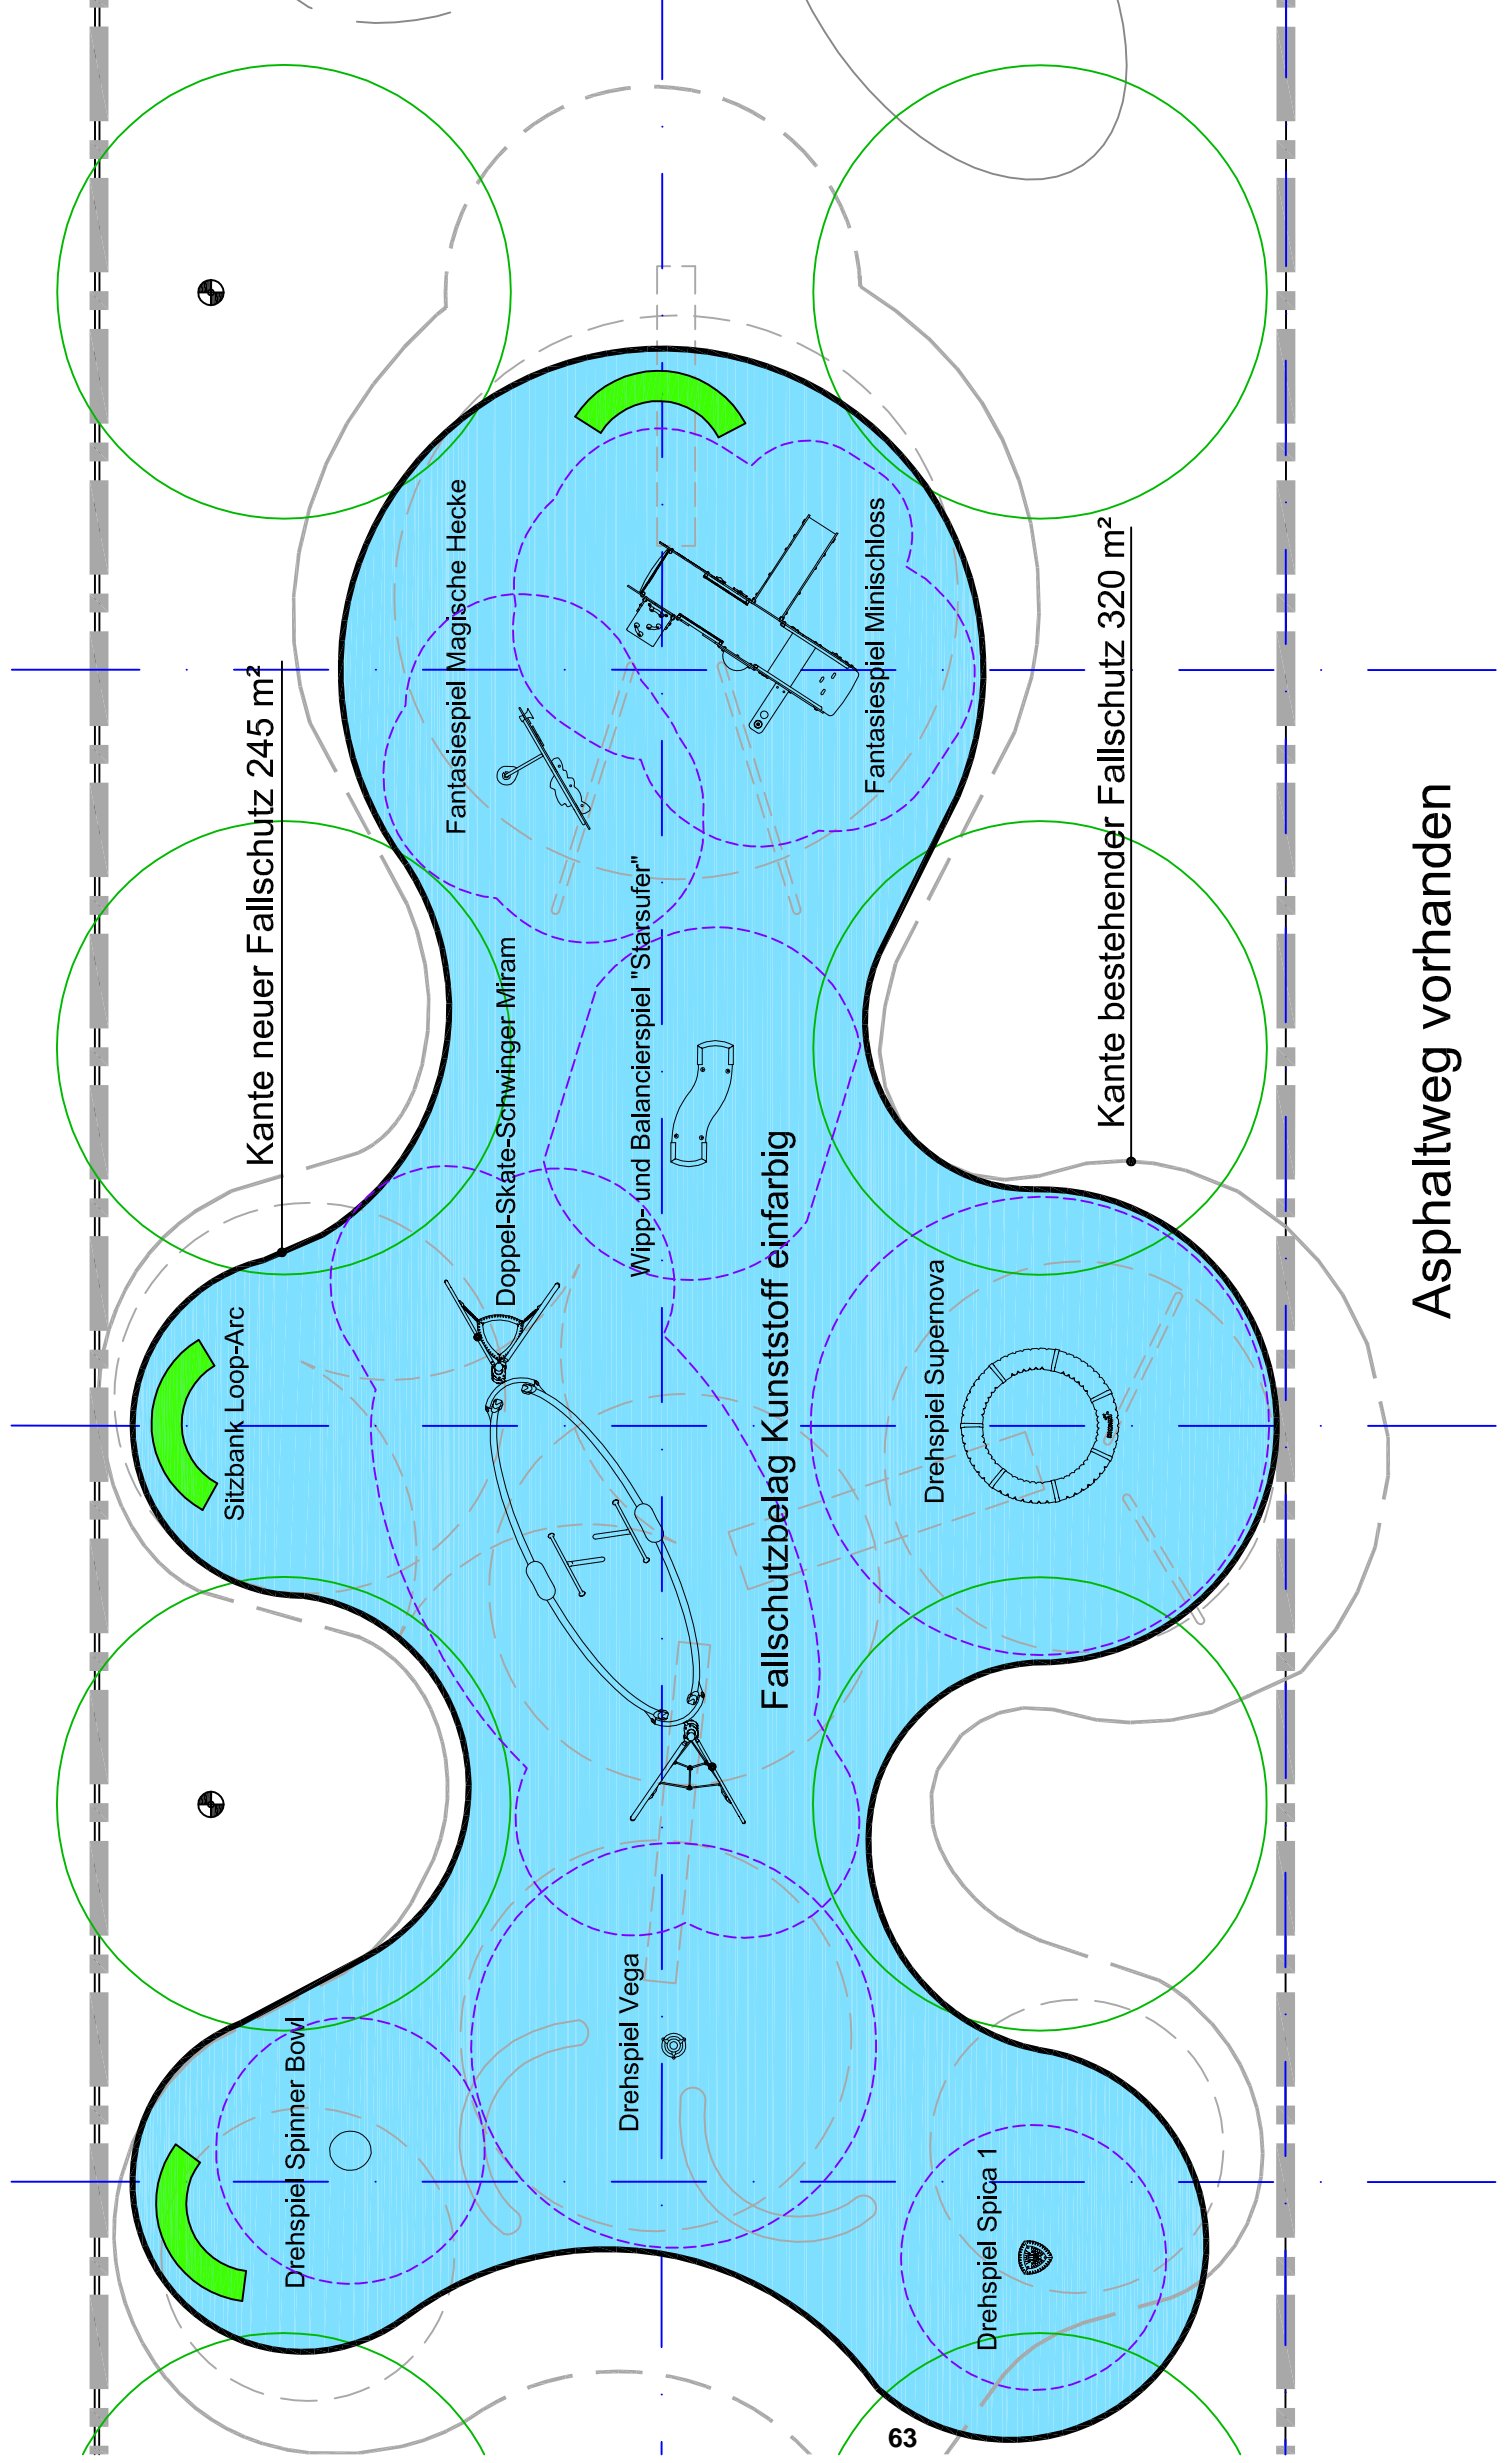 Kante neuer Fallschutz 245 m²
Fantasiespiel Magische Hecke
Fantasiespiel Minischloss
Kante bestehender Fallschutz 320 m²
Asphaltweg vorhanden
Doppel-Skate-Schwinger Miram
Wipp- und Balancierspiel "Starsufer"
Fallschutzbelag Kunststoff einfarbig
Sitzbank Loop-Arc
Drehspiel Supernova
Drehspiel Spinner Bowl
Drehspiel Vega
Drehspiel Spica 1
63